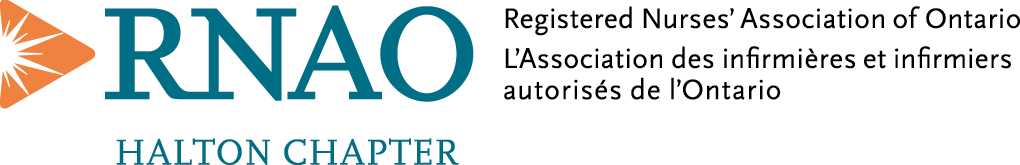 RNAO
HALTON CHAPTER
Registered Nurses’ Association of Ontario
L’Association des infirmières et infirmiers
autorisés de l’Ontario